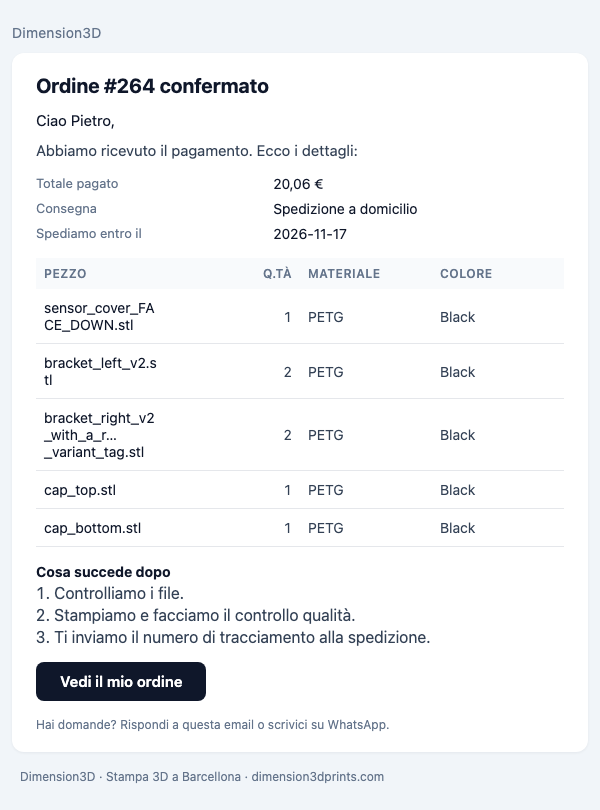 Dimension3D
Ordine #264 confermato
Ciao Pietro,
Abbiamo ricevuto il pagamento. Ecco i dettagli:
Totale pagato 20,06 €
Consegna Spedizione a domicilio
Spediamo entro il 2026-11-17
PEZZO Q.TÀ MATERIALE COLORE
sensor_cover_FA
CE_DOWN.stl 1 PETG Black
bracket_left_v2.s
tl 2 PETG Black
bracket_right_v2
_with_a_r... 2 PETG Black
_variant_tag.stl
cap_top.stl 1 PETG Black
cap_bottom.stl 1 PETG Black
Cosa succede dopo
1. Controlliamo i file.
2. Stampiamo e facciamo il controllo qualità.
3. Ti inviamo il numero di tracciamento alla spedizione.
Vedi il mio ordine
Hai domande? Rispondi a questa email o scrivici su WhatsApp.
Dimension3D · Stampa 3D a Barcellona · dimension3dprints.com